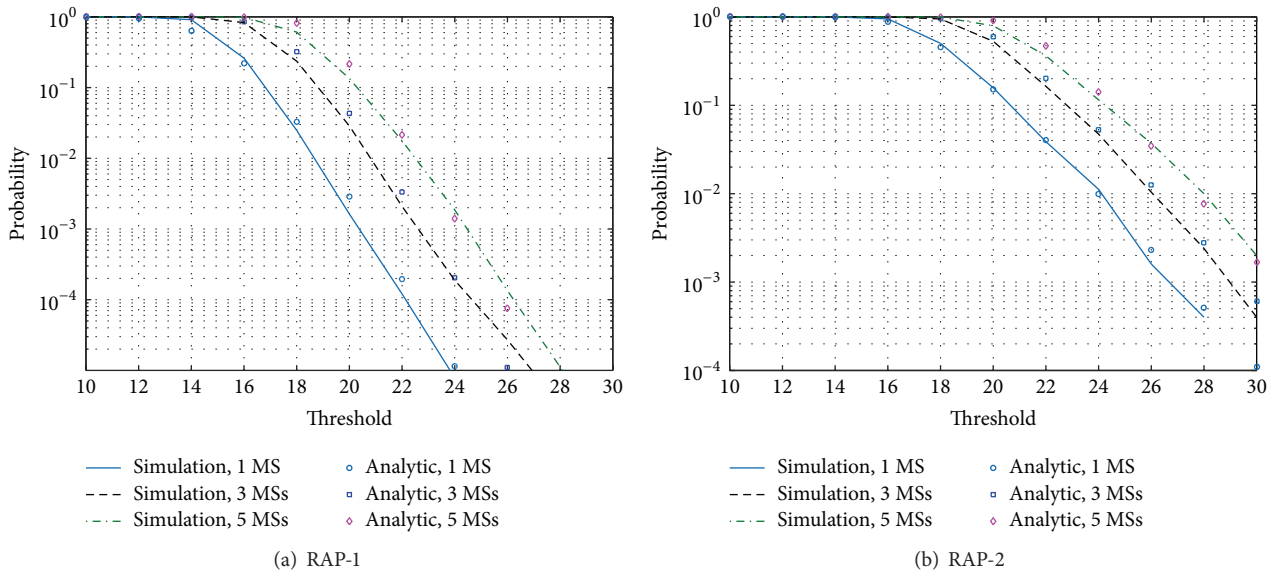 10⁰
10⁻¹
10⁻²
10⁻³
10⁻⁴
Probability
10 12 14 16 18 20 22 24 26 28 30
Threshold
Simulation, 1 MS
Simulation, 3 MSs
Simulation, 5 MSs
Analytic, 1 MS
Analytic, 3 MSs
Analytic, 5 MSs
(a) RAP-1
10⁰
10⁻¹
10⁻²
10⁻³
10⁻⁴
Probability
10 12 14 16 18 20 22 24 26 28 30
Threshold
Simulation, 1 MS
Simulation, 3 MSs
Simulation, 5 MSs
Analytic, 1 MS
Analytic, 3 MSs
Analytic, 5 MSs
(b) RAP-2